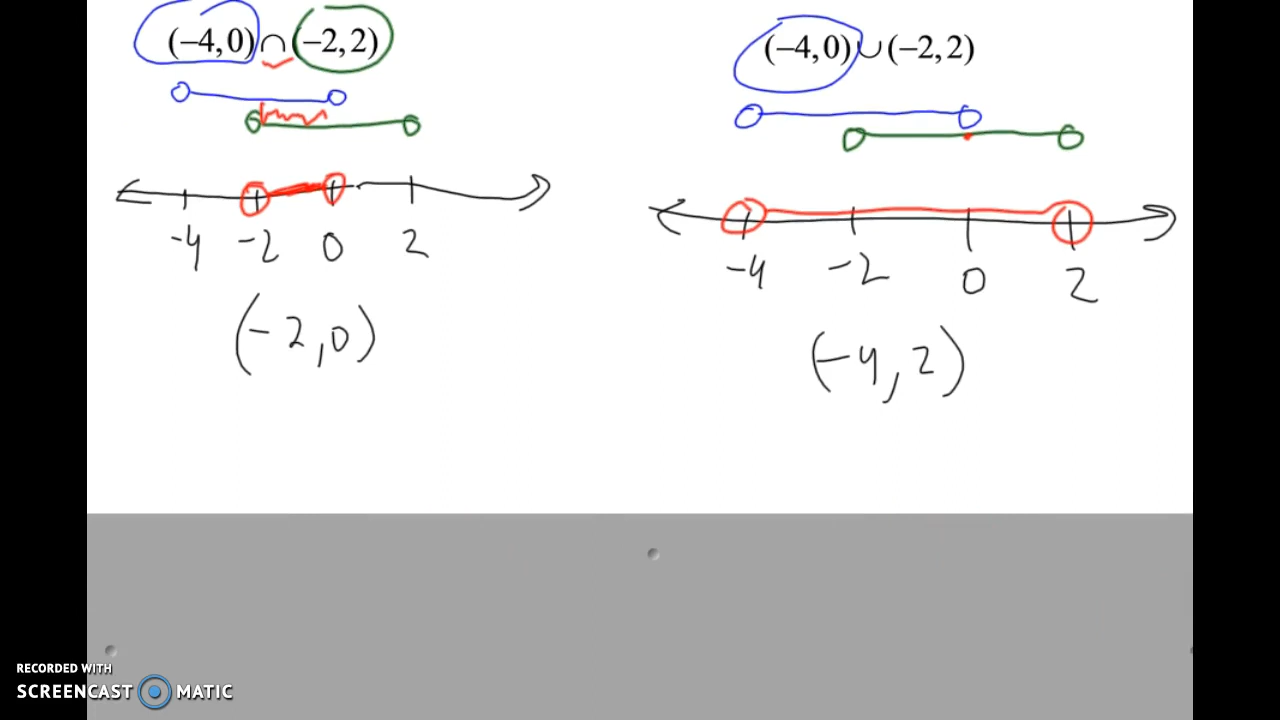 (−4,0)∩(−2,2)
-4 -2 0 2
(-2,0)
(−4,0)∪(−2,2)
-4 -2 0 2
(-4,2)
RECORDED WITH
SCREENCAST MATIC